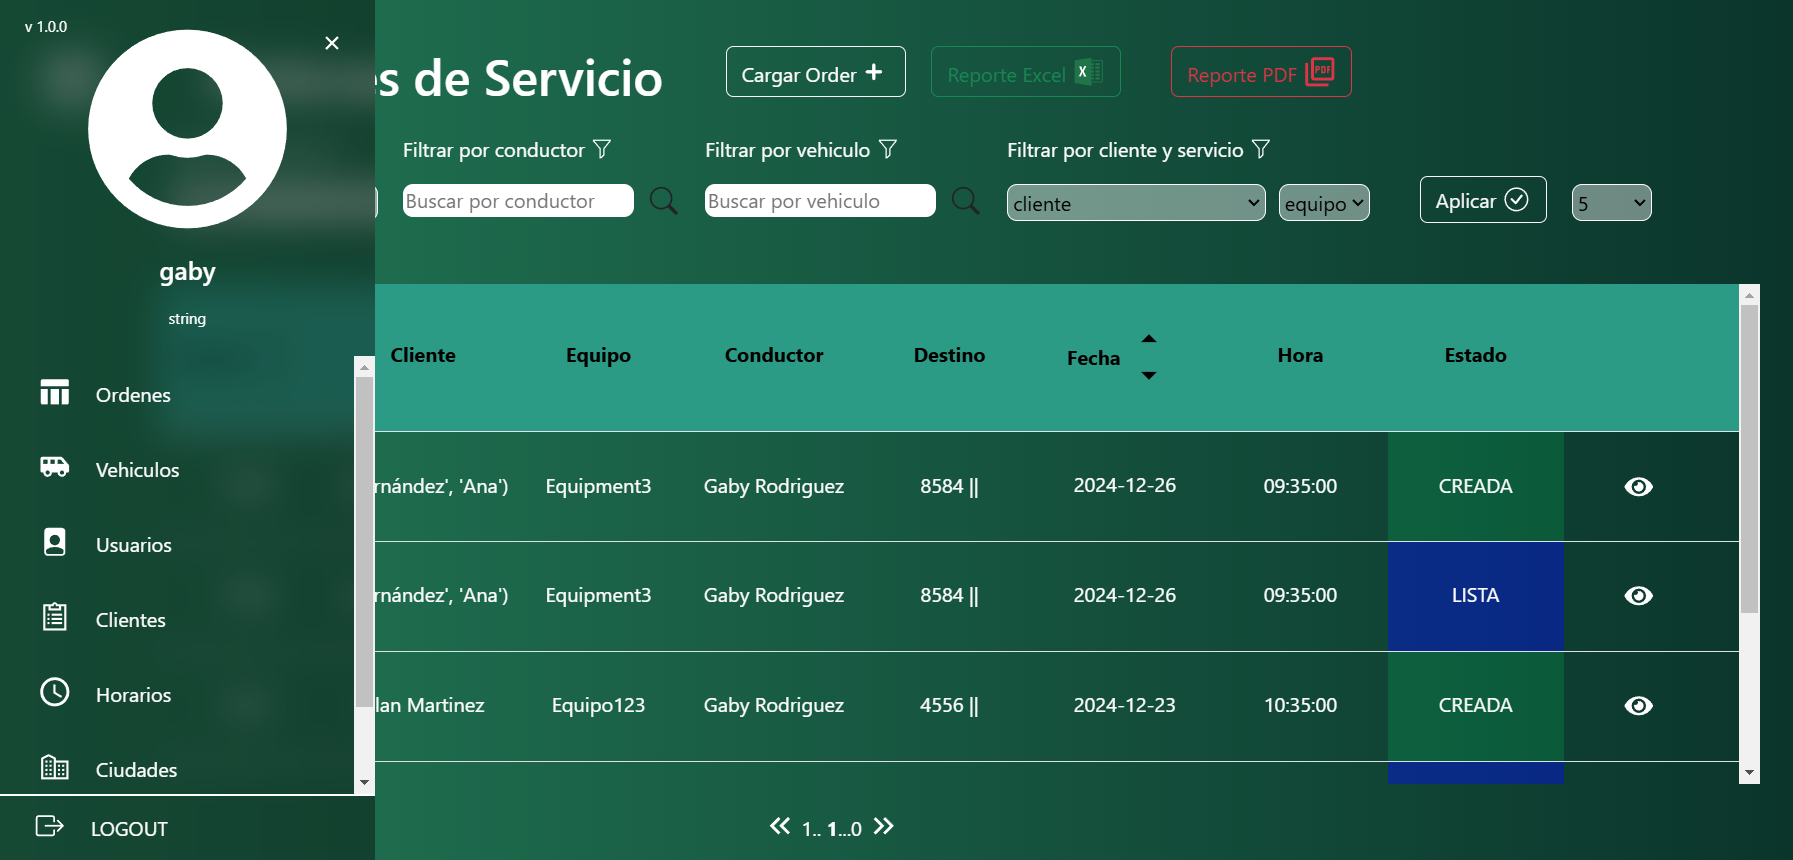 v 1.0.0
gaby
string
Ordenes
Vehiculos
Usuarios
Clientes
Horarios
Ciudades
LOGOUT
s de Servicio
Cargar Order
Reporte Excel
Reporte PDF
Filtrar por conductor
Filtrar por vehiculo
Filtrar por cliente y servicio
Buscar por conductor
Buscar por vehiculo
cliente
equipo
Aplicar
5
Cliente Equipo Conductor Destino Fecha Hora Estado
rnández', 'Ana') Equipment3 Gaby Rodriguez 8584 || 2024-12-26 09:35:00 CREADA
rnández', 'Ana') Equipment3 Gaby Rodriguez 8584 || 2024-12-26 09:35:00 LISTA
lan Martinez Equipo123 Gaby Rodriguez 4556 || 2024-12-23 10:35:00 CREADA
1.. 1...0